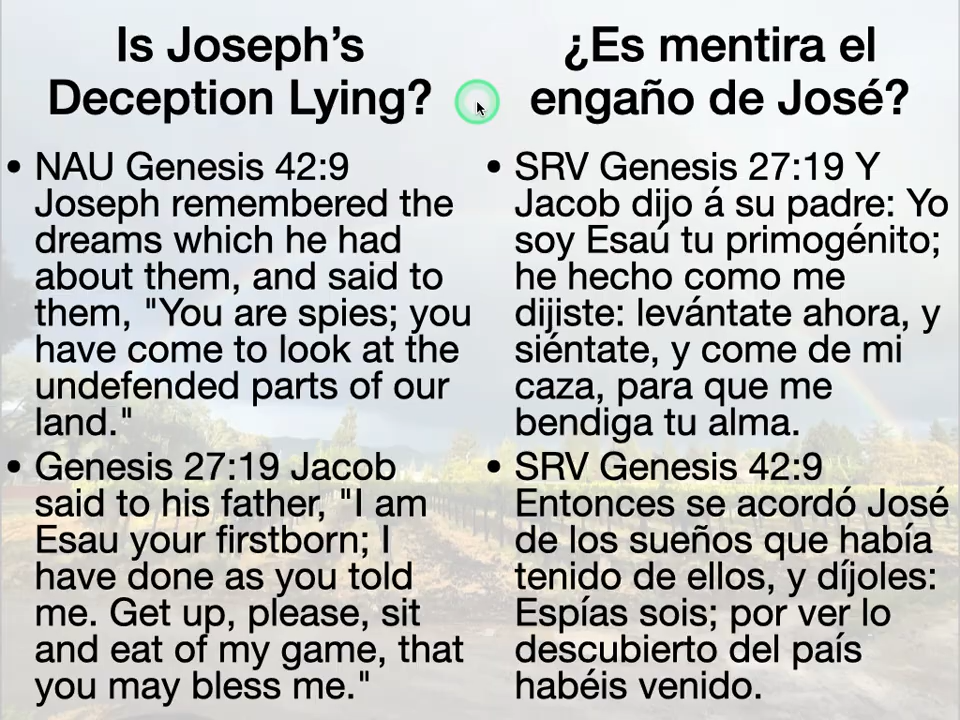 Is Joseph’s
Deception Lying?
• NAU Genesis 42:9
Joseph remembered the
dreams which he had
about them, and said to
them, "You are spies; you
have come to look at the
undefended parts of our
land."
• Genesis 27:19 Jacob
said to his father, "I am
Esau your firstborn; I
have done as you told
me. Get up, please, sit
and eat of my game, that
you may bless me."
¿Es mentira el
engaño de José?
• SRV Genesis 27:19 Y
Jacob dijo á su padre: Yo
soy Esaú tu primogénito;
he hecho como me
dijiste: levántate ahora, y
siéntate, y come de mi
caza, para que me
bendiga tu alma.
• SRV Genesis 42:9
Entonces se acordó José
de los sueños que había
tenido de ellos, y díjoles:
Espías sois; por ver lo
descubierto del país
habéis venido.